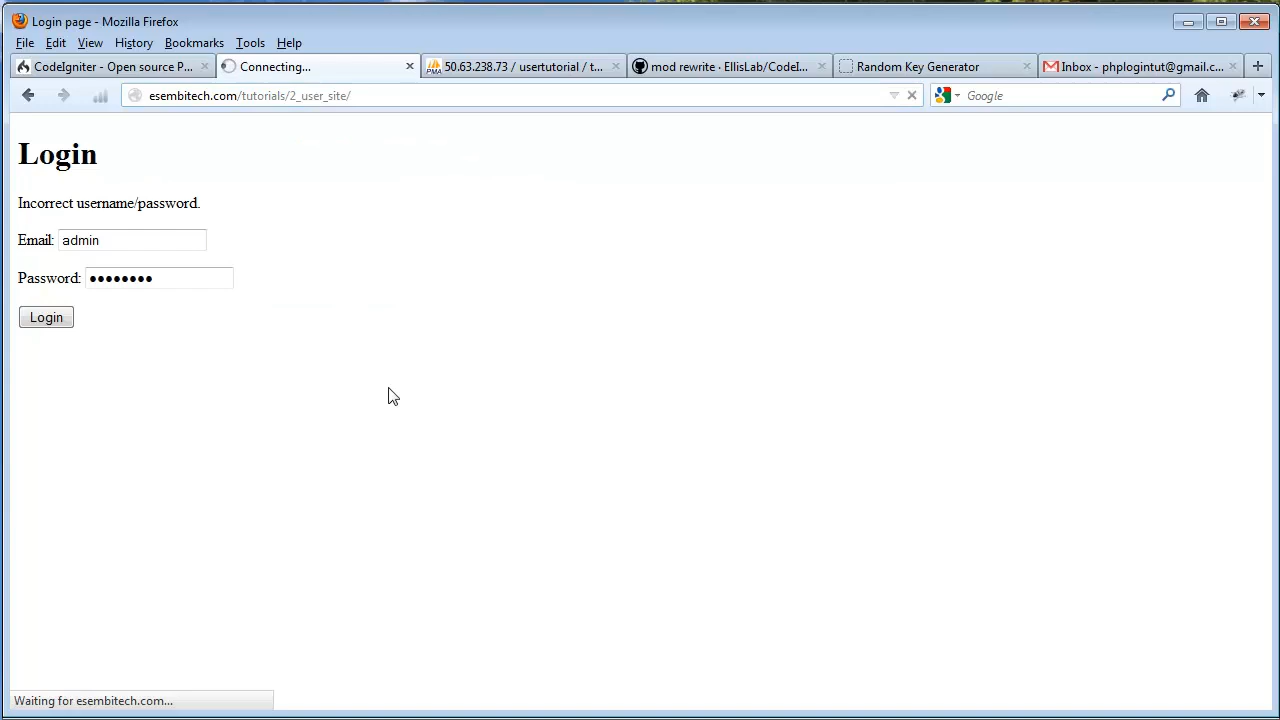 Login page - Mozilla Firefox
File Edit View History Bookmarks Tools Help
CodeIgniter - Open source P... Connecting... PMA 50.63.238.73 / usertutorial / t... mod rewrite · EllisLab/CodeI... Random Key Generator Inbox - phplogintut@gmail.c...
esembitech.com/tutorials/2_user_site/ Google
Login
Incorrect username/password.
Email: admin
Password: ••••••••
Login
Waiting for esembitech.com...